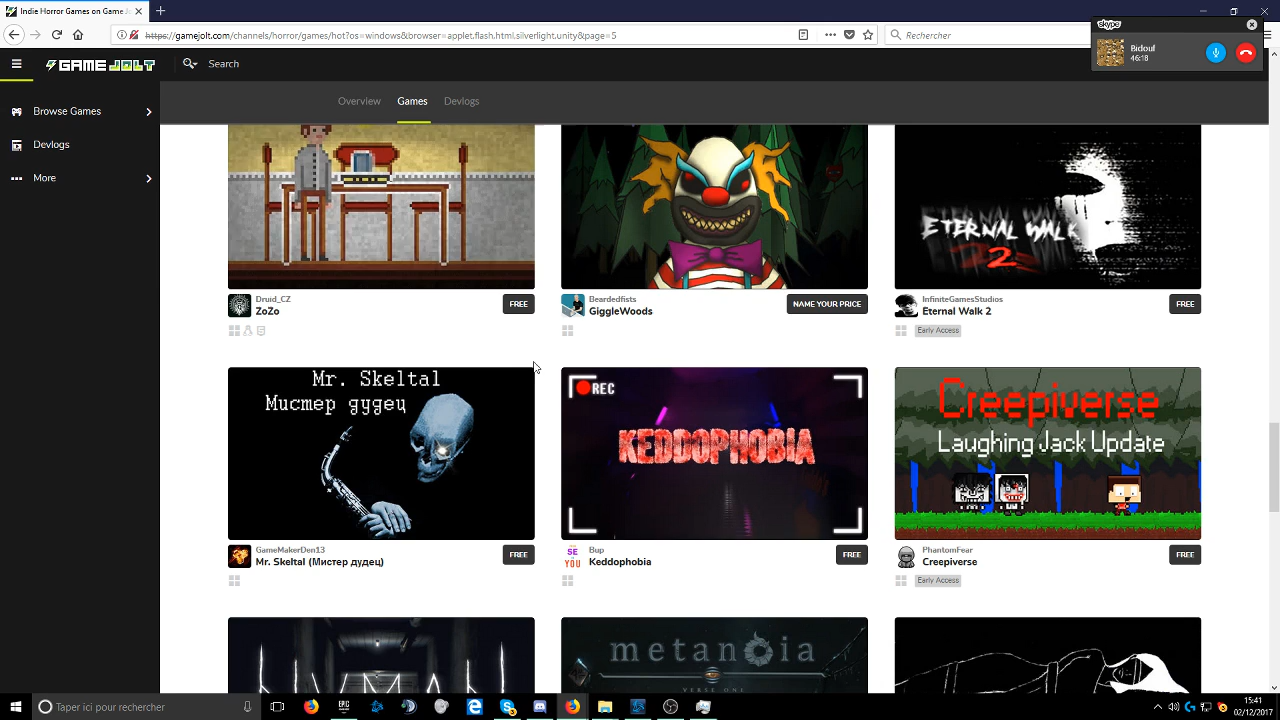 Indie Horror Games on Game Jo
https://gamejolt.com/channels/horror/games/hot?os=windows&browser=applet.flash.html.silverlight.unity&page=5
Rechercher
skype
Bidouf
46:18
GAME JOLT
Search
Browse Games
Devlogs
More
Overview Games Devlogs
ETERNAL WALK
2
Druid_CZ
ZoZo
FREE
Beardedfists
GiggleWoods
NAME YOUR PRICE
InfiniteGamesStudios
Eternal Walk 2
FREE
Early Access
Mr. Skeltal
Мистер дудец
REC
KEDDOPHOBIA
Creepiverse
Laughing Jack Update
GameMakerDen13
Mr. Skeltal (Мистер дудец)
FREE
SE
YOU
Bup
Keddophobia
FREE
PhantomFear
Creepiverse
FREE
Early Access
metanoia
VERSE ONE
Taper ici pour rechercher
EPIC
15:41
02/12/2017